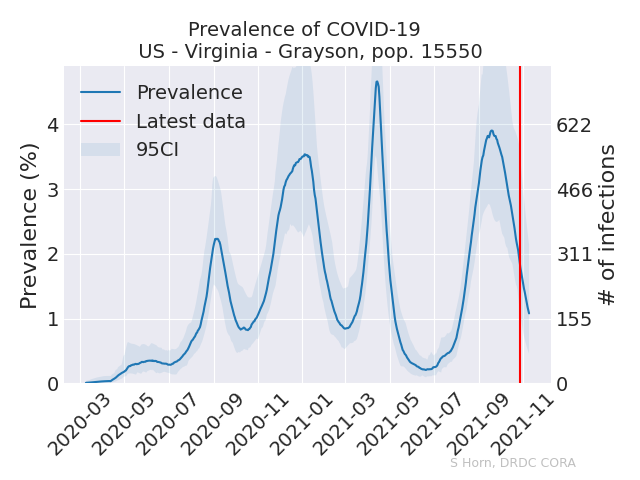 Prevalence of COVID-19
US - Virginia - Grayson, pop. 15550
Prevalence
Latest data
95CI
Prevalence (%)
4
3
2
1
0
# of infections
622
466
311
155
0
2020-03
2020-05
2020-07
2020-09
2020-11
2021-01
2021-03
2021-05
2021-07
2021-09
2021-11
S Horn, DRDC CORA